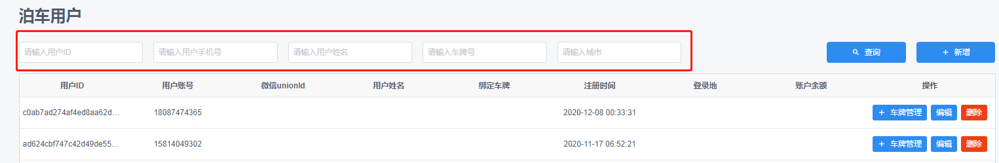 泊车用户
请输入用户ID 请输入用户手机号 请输入用户姓名 请输入车牌号 请输入城市 查询 + 新增
用户ID 用户账号 微信unionId 用户姓名 绑定车牌 注册时间 登录地 账户余额 操作
c0ab7ad274af4ed8aa62d... 18087474365 2020-12-08 00:33:31 + 车牌管理 编辑 删除
ad624cbf747c42d49de55... 15814049302 2020-11-17 06:52:21 + 车牌管理 编辑 删除